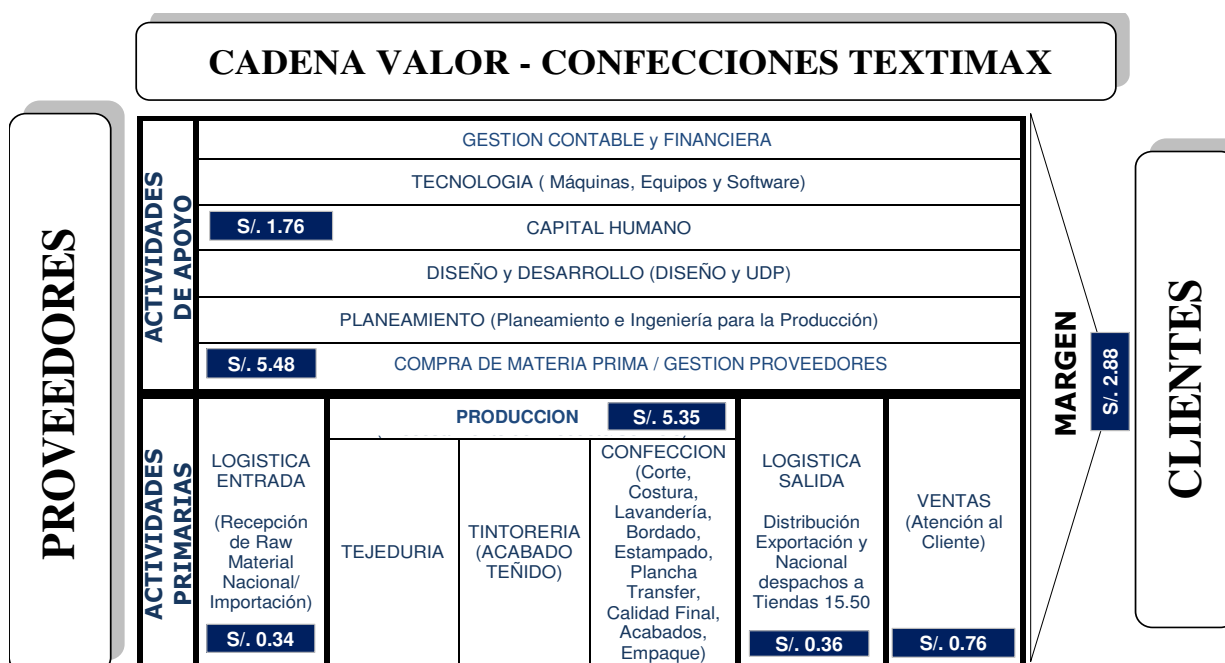 CADENA VALOR - CONFECCIONES TEXTIMAX
PROVEEDORES
ACTIVIDADES
DE APOYO
GESTION CONTABLE y FINANCIERA
TECNOLOGIA ( Máquinas, Equipos y Software)
S/. 1.76
CAPITAL HUMANO
DISEÑO y DESARROLLO (DISEÑO y UDP)
PLANEAMIENTO (Planeamiento e Ingeniería para la Producción)
S/. 5.48
COMPRA DE MATERIA PRIMA / GESTION PROVEEDORES
ACTIVIDADES
PRIMARIAS
LOGISTICA
ENTRADA
(Recepción
de Raw
Material
Nacional/
Importación)
S/. 0.34
PRODUCCION
S/. 5.35
TEJEDURIA
TINTORERIA
(ACABADO
TEÑIDO)
CONFECCION
(Corte,
Costura,
Lavandería,
Bordado,
Estampado,
Plancha
Transfer,
Calidad Final,
Acabados,
Empaque)
LOGISTICA
SALIDA
Distribución
Exportación y
Nacional
despachos a
Tiendas 15.50
S/. 0.36
VENTAS
(Atención al
Cliente)
S/. 0.76
MARGEN
S/. 2.88
CLIENTES